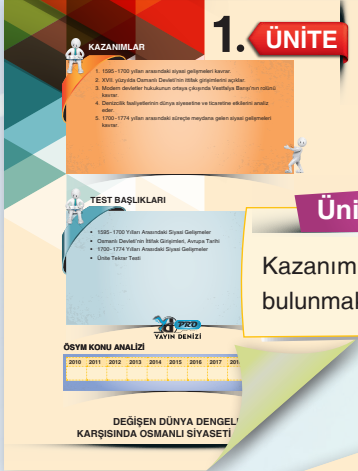 1. ÜNİTE
KAZANIMLAR
1. 1595-1700 yılları arasındaki siyasi gelişmeleri kavrar.
2. XVII. yüzyılda Osmanlı Devleti'nin ittifak girişimlerini açıklar.
3. Modern devletler hukukunun ortaya çıkışında Vestfalya Barışı'nın rolünü
kavrar.
4. Denizcilik faaliyetlerinin dünya siyasetine ve ticaretine etkilerini analiz
eder.
5. 1700-1774 yılları arasındaki süreçte meydana gelen siyasi gelişmeleri
kavrar.
TEST BAŞLIKLARI
• 1595-1700 Yılları Arasındaki Siyasi Gelişmeler
• Osmanlı Devleti'nin İttifak Girişimleri, Avrupa Tarihi
• 1700-1774 Yılları Arasındaki Siyasi Gelişmeler
• Ünite Tekrar Testi
Üni
Kazanım
bulunmak
PRO
YAYIN DENİZİ
ÖSYM KONU ANALİZİ
2010 2011 2012 2013 2014 2015 2016 2017 201
DEĞİŞEN DÜNYA DENGEL
KARŞISINDA OSMANLI SİYASETİ